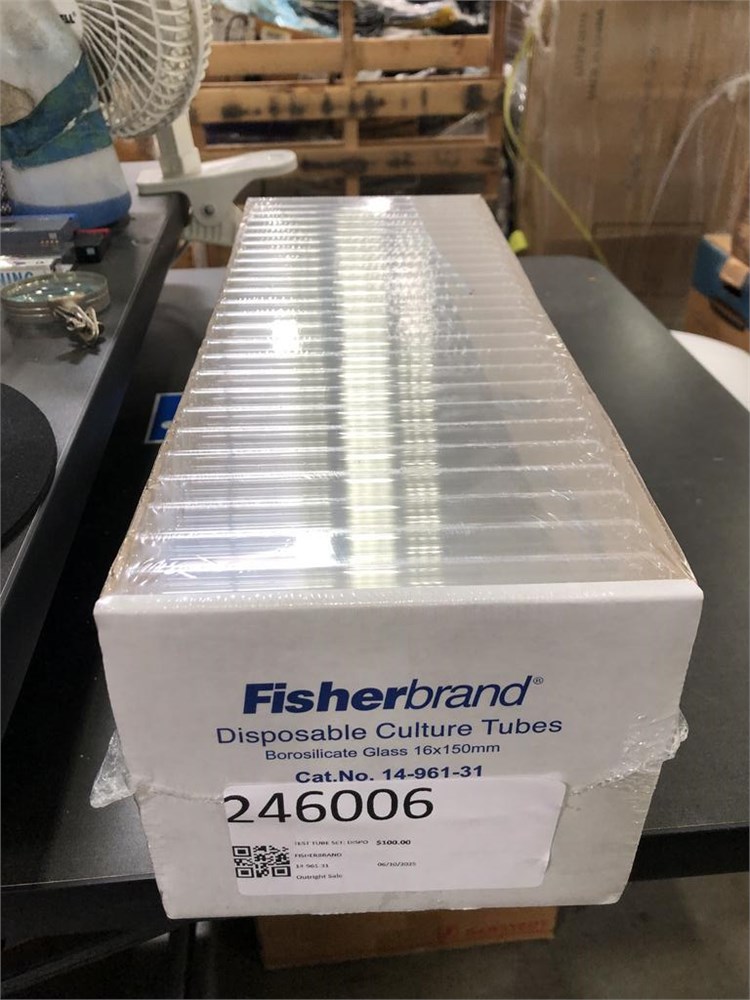 Fisherbrand®
Disposable Culture Tubes
Borosilicate Glass 16x150mm
Cat.No. 14-961-31
246006
TEST TUBE SET: DISPO $100.00
FISHERBRAND
14-961-31 06/10/2025
Outright Sale